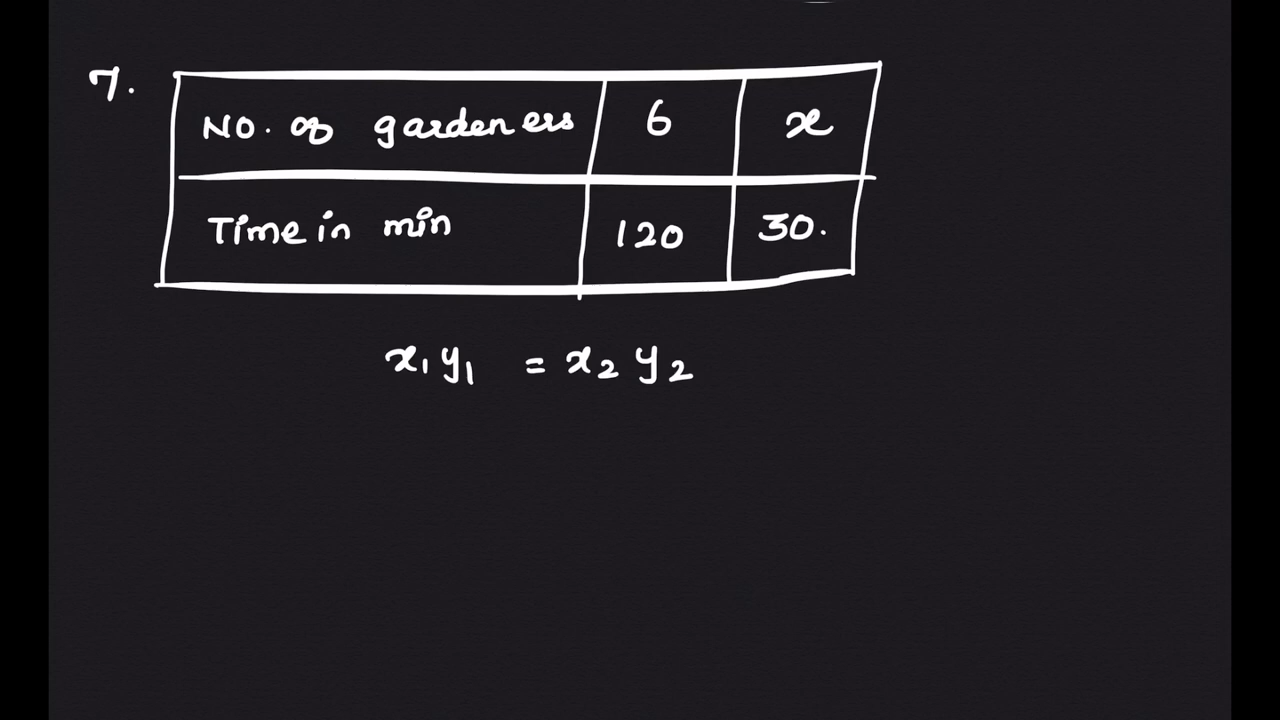 7.
No. of gardeners 6 x
Time in min 120 30.
x₁y₁ = x₂y₂